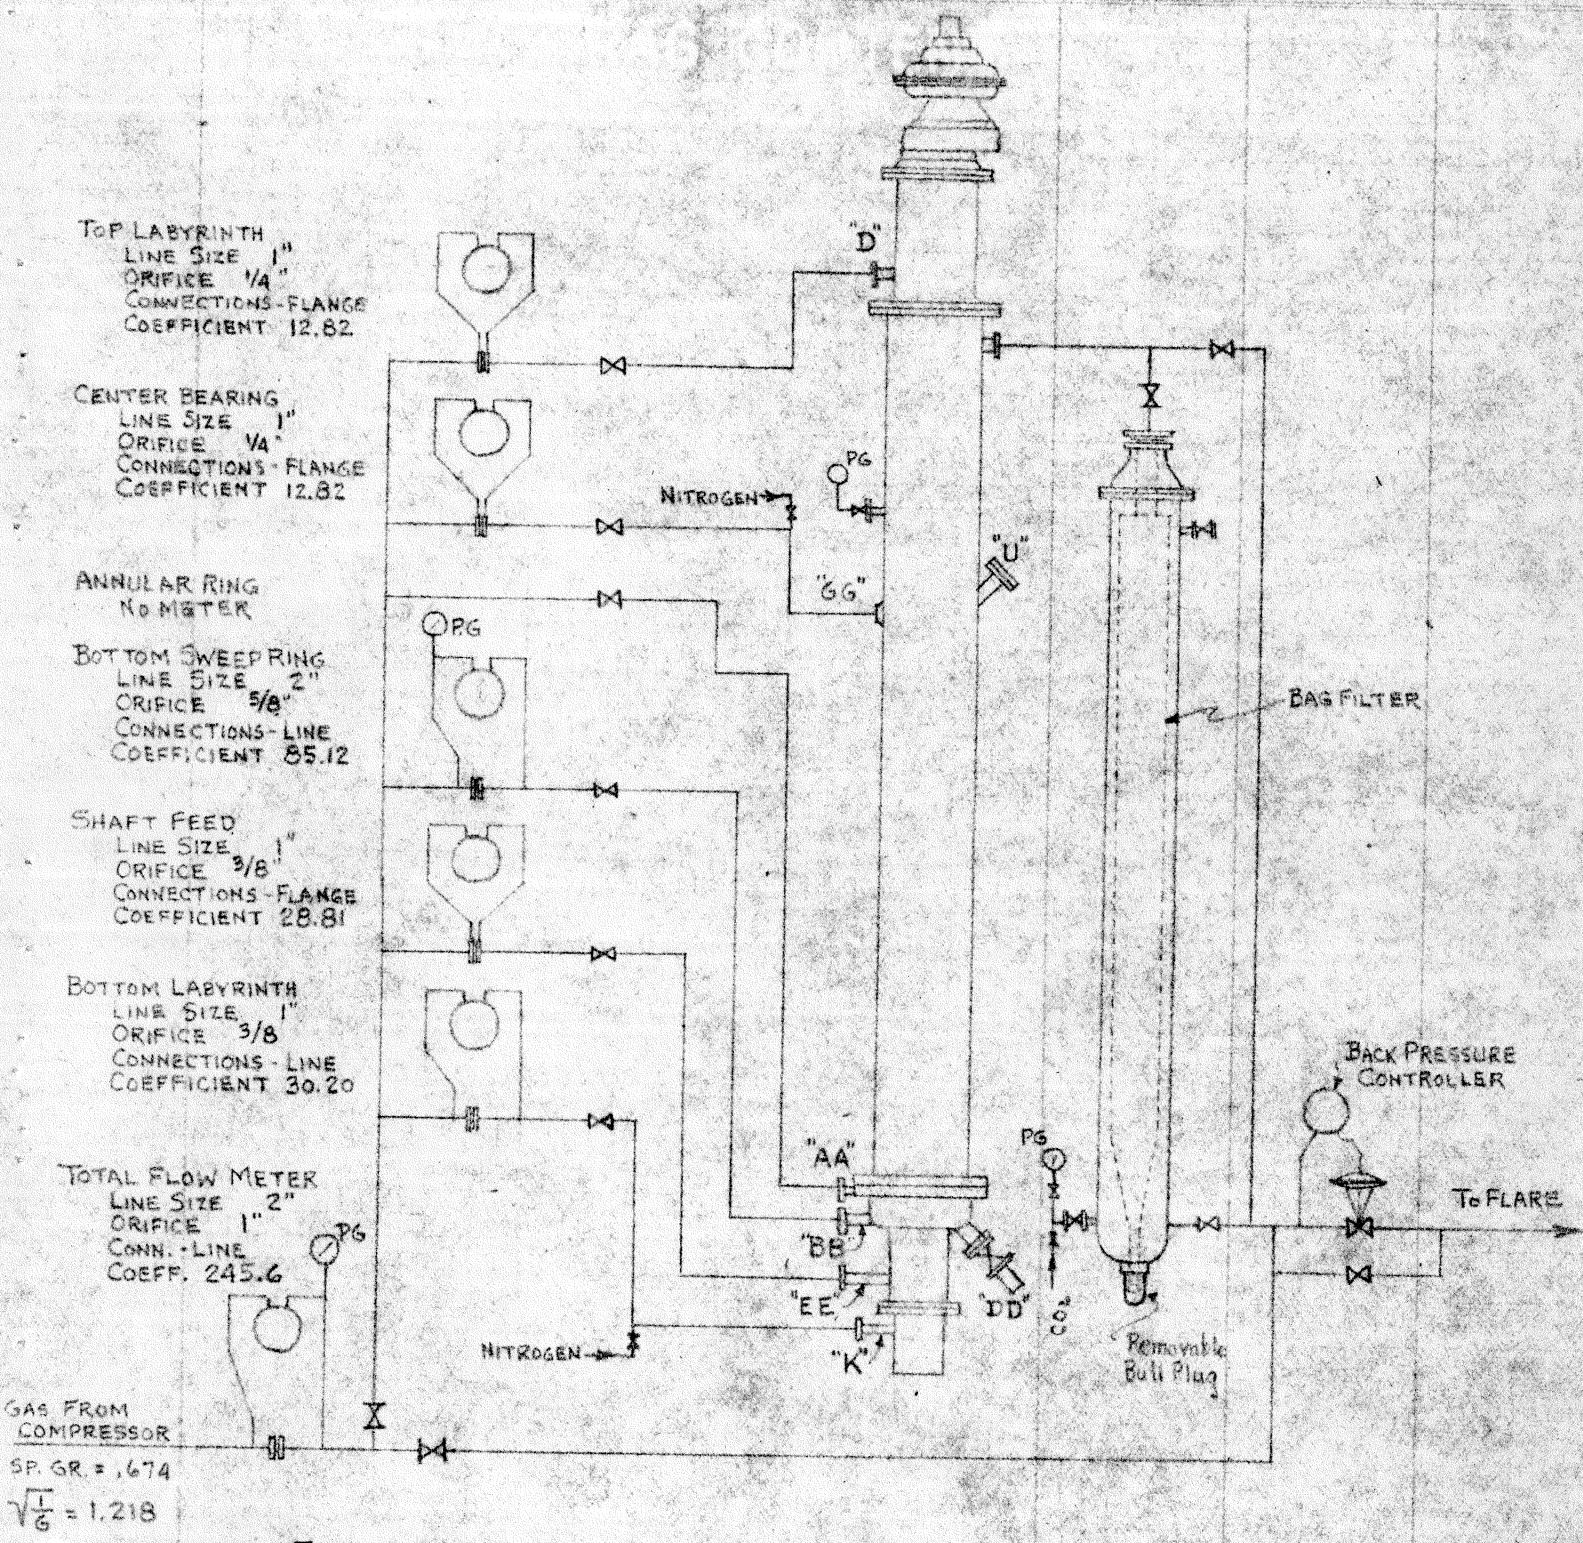 TOP LABYRINTH
LINE SIZE 1"
ORIFICE 1/4"
CONNECTIONS-FLANGE
COEFFICIENT 12.82
"D"
CENTER BEARING
LINE SIZE 1"
ORIFICE 1/4"
CONNECTIONS-FLANGE
COEFFICIENT 12.82
PG
NITROGEN
"U"
"GG"
ANNULAR RING
NO METER
PG
BOTTOM SWEEP RING
LINE SIZE 2"
ORIFICE 5/8"
CONNECTIONS-LINE
COEFFICIENT 85.12
BAG FILTER
SHAFT FEED
LINE SIZE 1"
ORIFICE 3/8"
CONNECTIONS-FLANGE
COEFFICIENT 28.81
BOTTOM LABYRINTH
LINE SIZE 1"
ORIFICE 3/8
CONNECTIONS-LINE
COEFFICIENT 30.20
BACK PRESSURE
CONTROLLER
"AA"
PG
TOTAL FLOW METER
LINE SIZE 2"
ORIFICE 1"
CONN.-LINE
COEFF. 245.6
PG
TO FLARE
"BB"
"EE"
"DD"
CO2
"K"
NITROGEN
Removable
Bull Plug
GAS FROM
COMPRESSOR
SP. GR. = .674
√1/G = 1.218